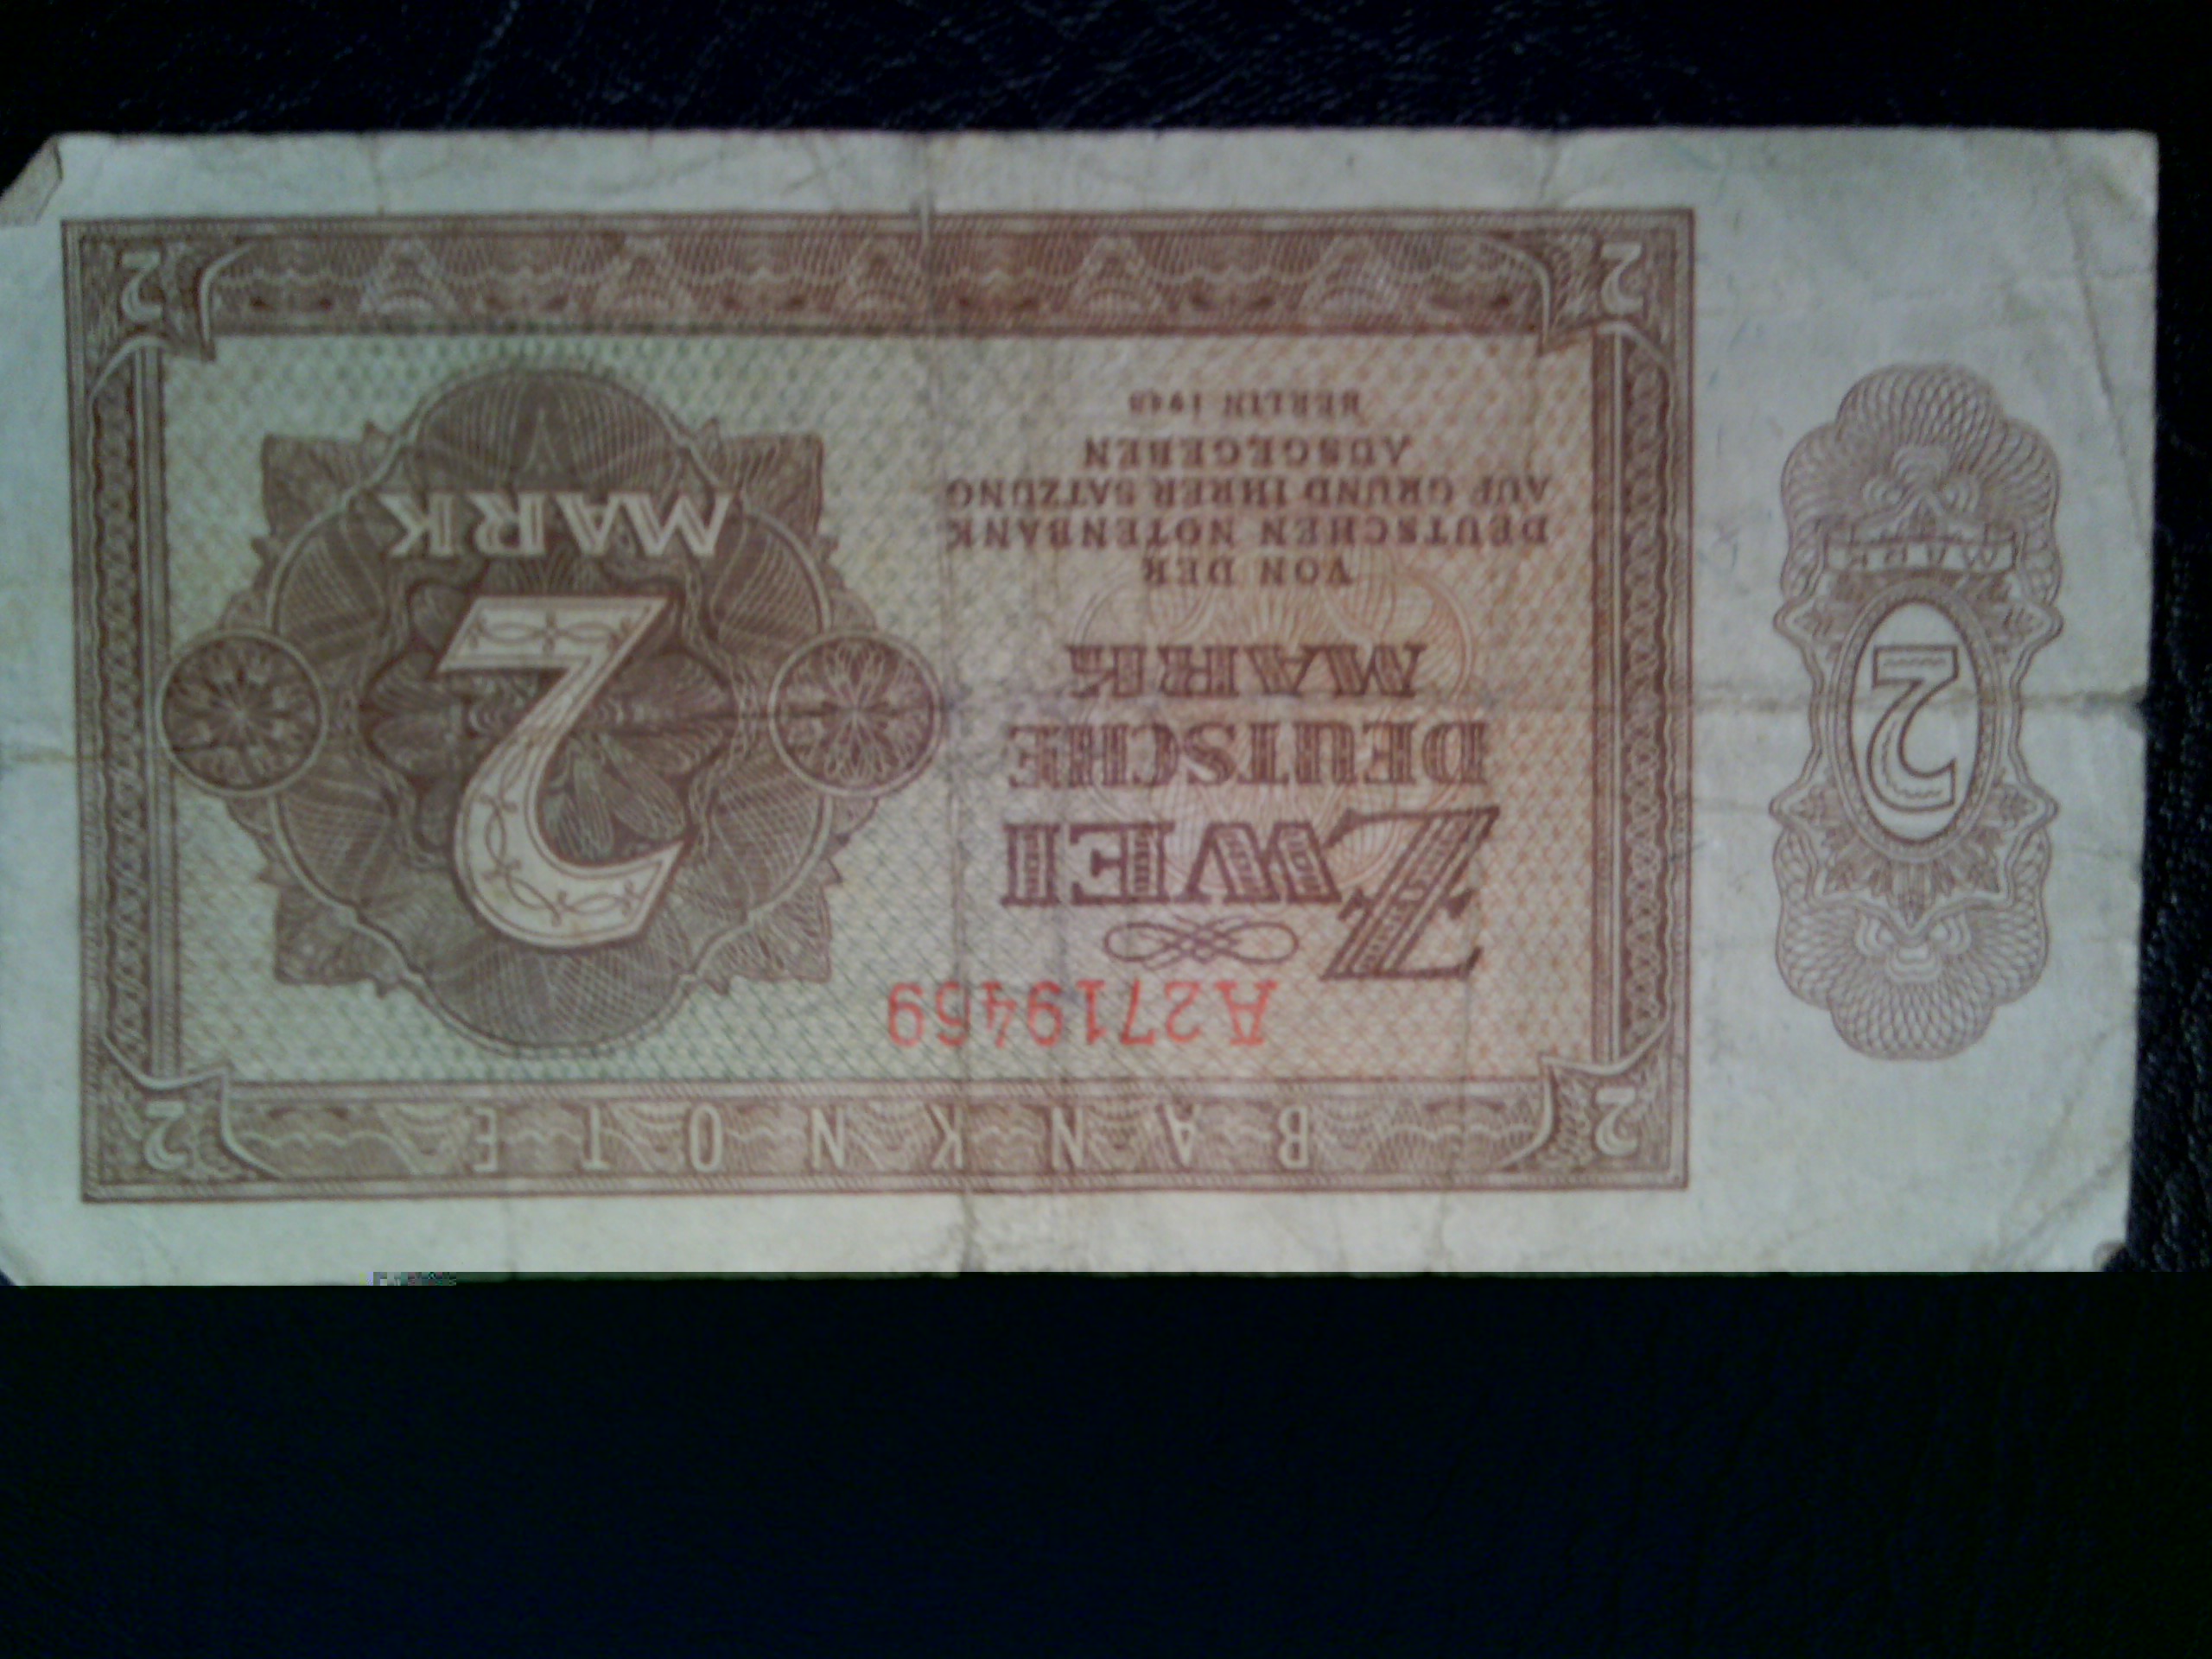 2 BANKNOTE 2
A2719459
ZWEI
DEUTSCHE
MARK
VON DER
DEUTSCHEN NOTENBANK
AUF GRUND IHRER SATZUNG
AUSGEGEBEN
BERLIN 1948
2
MARK
2
MARK
2 2